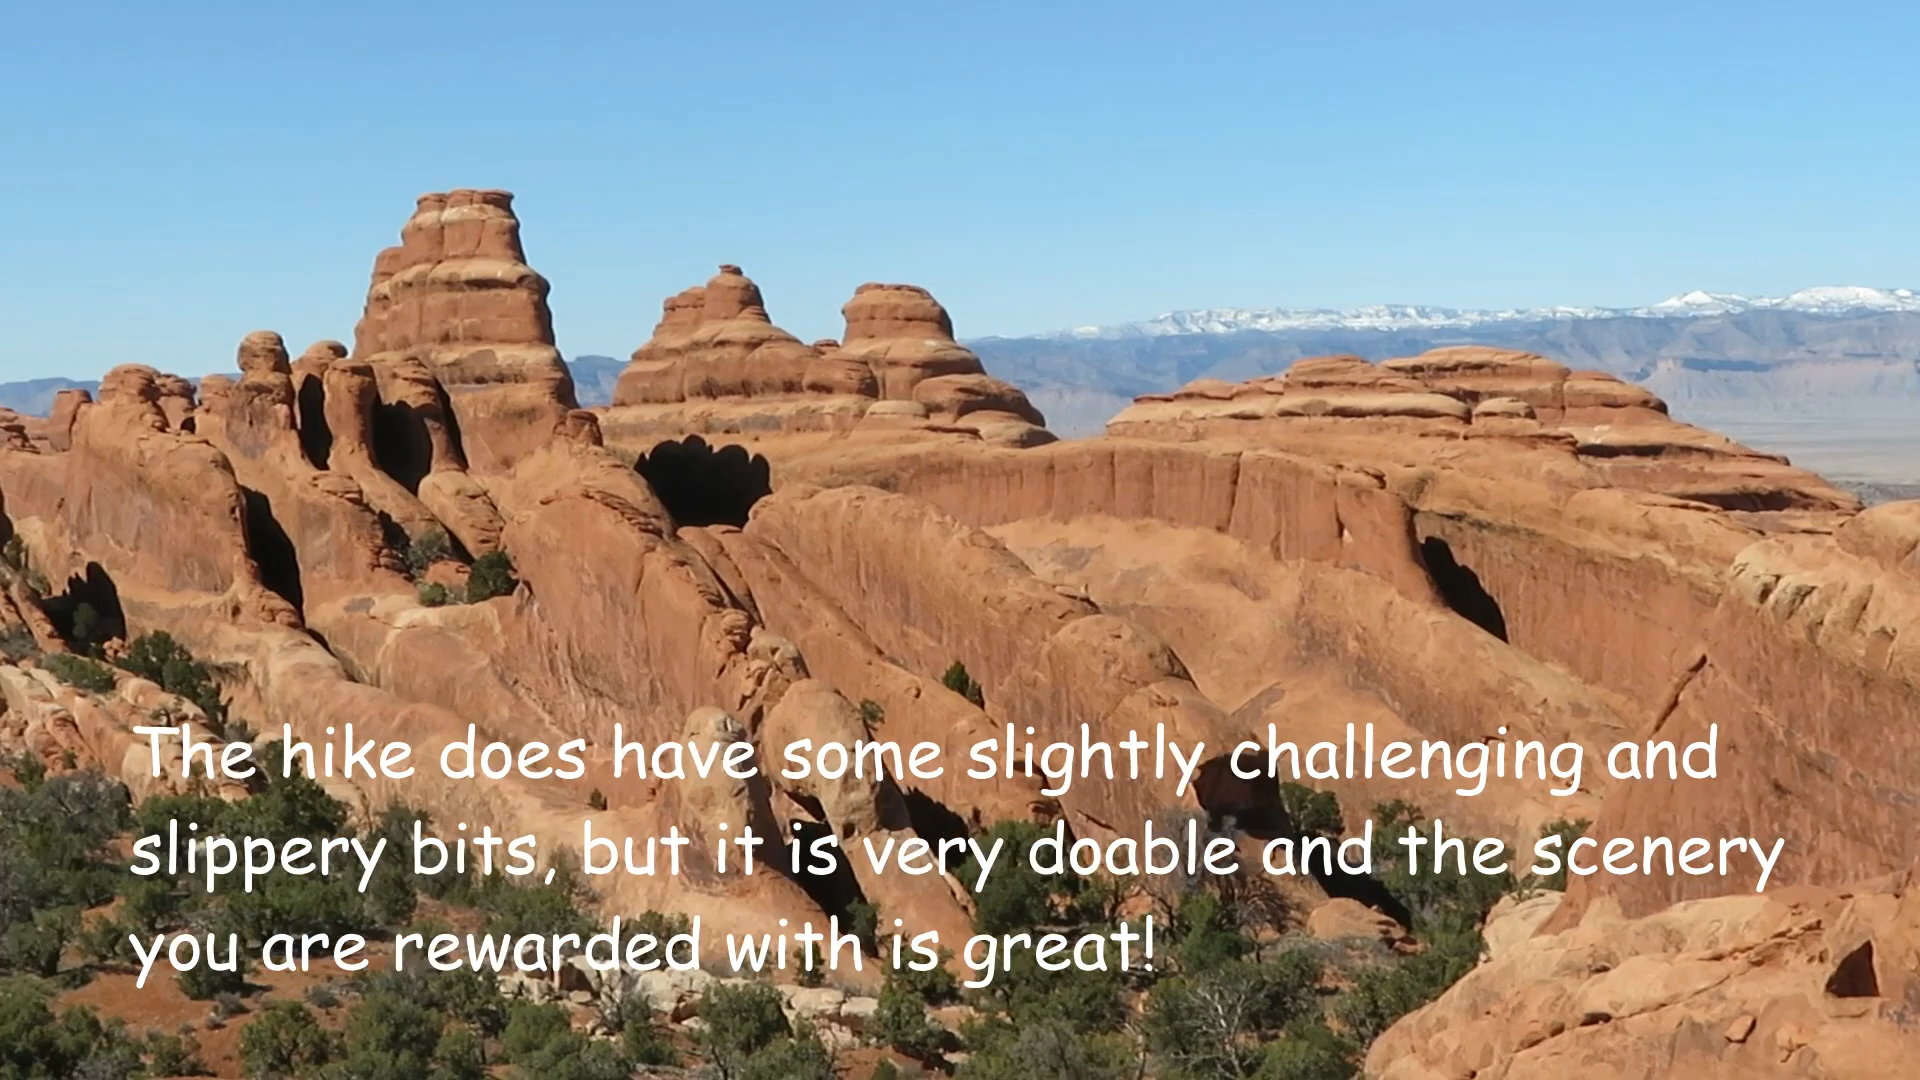 The hike does have some slightly challenging and
slippery bits, but it is very doable and the scenery
you are rewarded with is great!